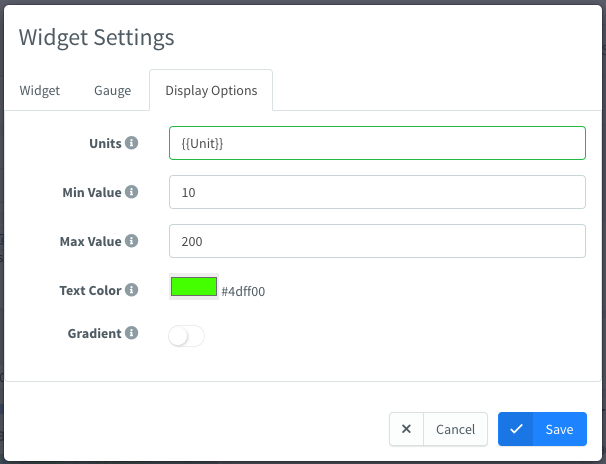 Widget Settings
Widget Gauge Display Options
Units {{Unit}}
Min Value 10
Max Value 200
Text Color #4dff00
Gradient
Cancel Save